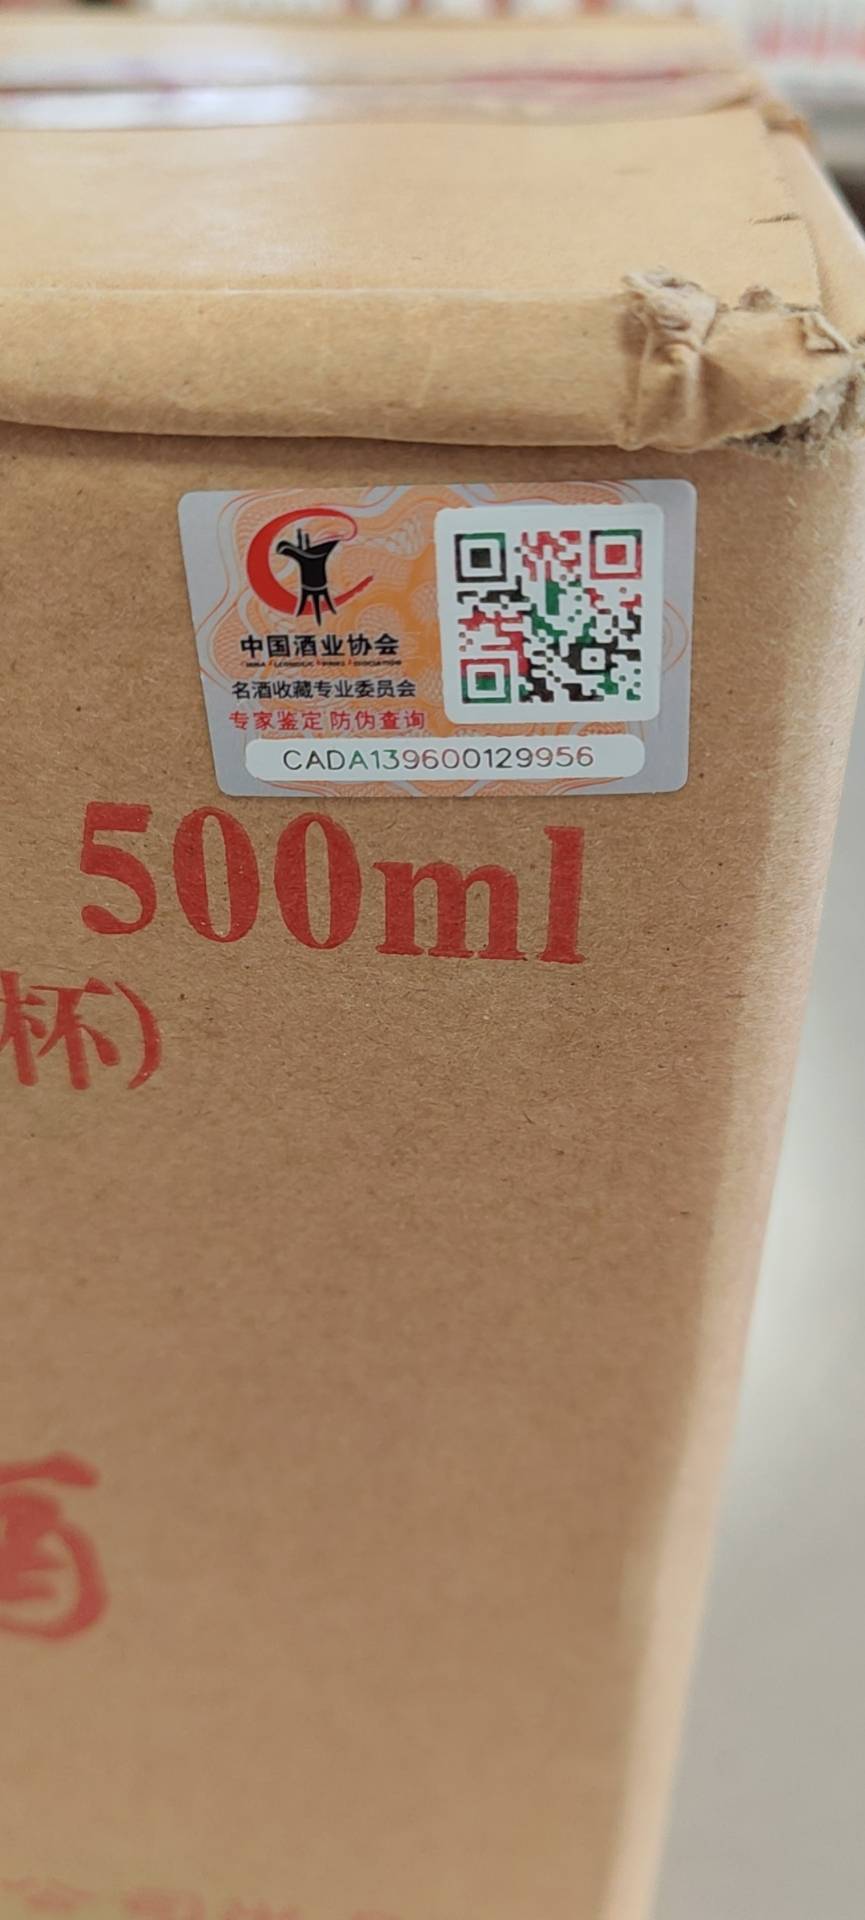 中国酒业协会
名酒收藏专业委员会
专家鉴定 防伪查询
CADA139600129956
500ml
杯)
酒